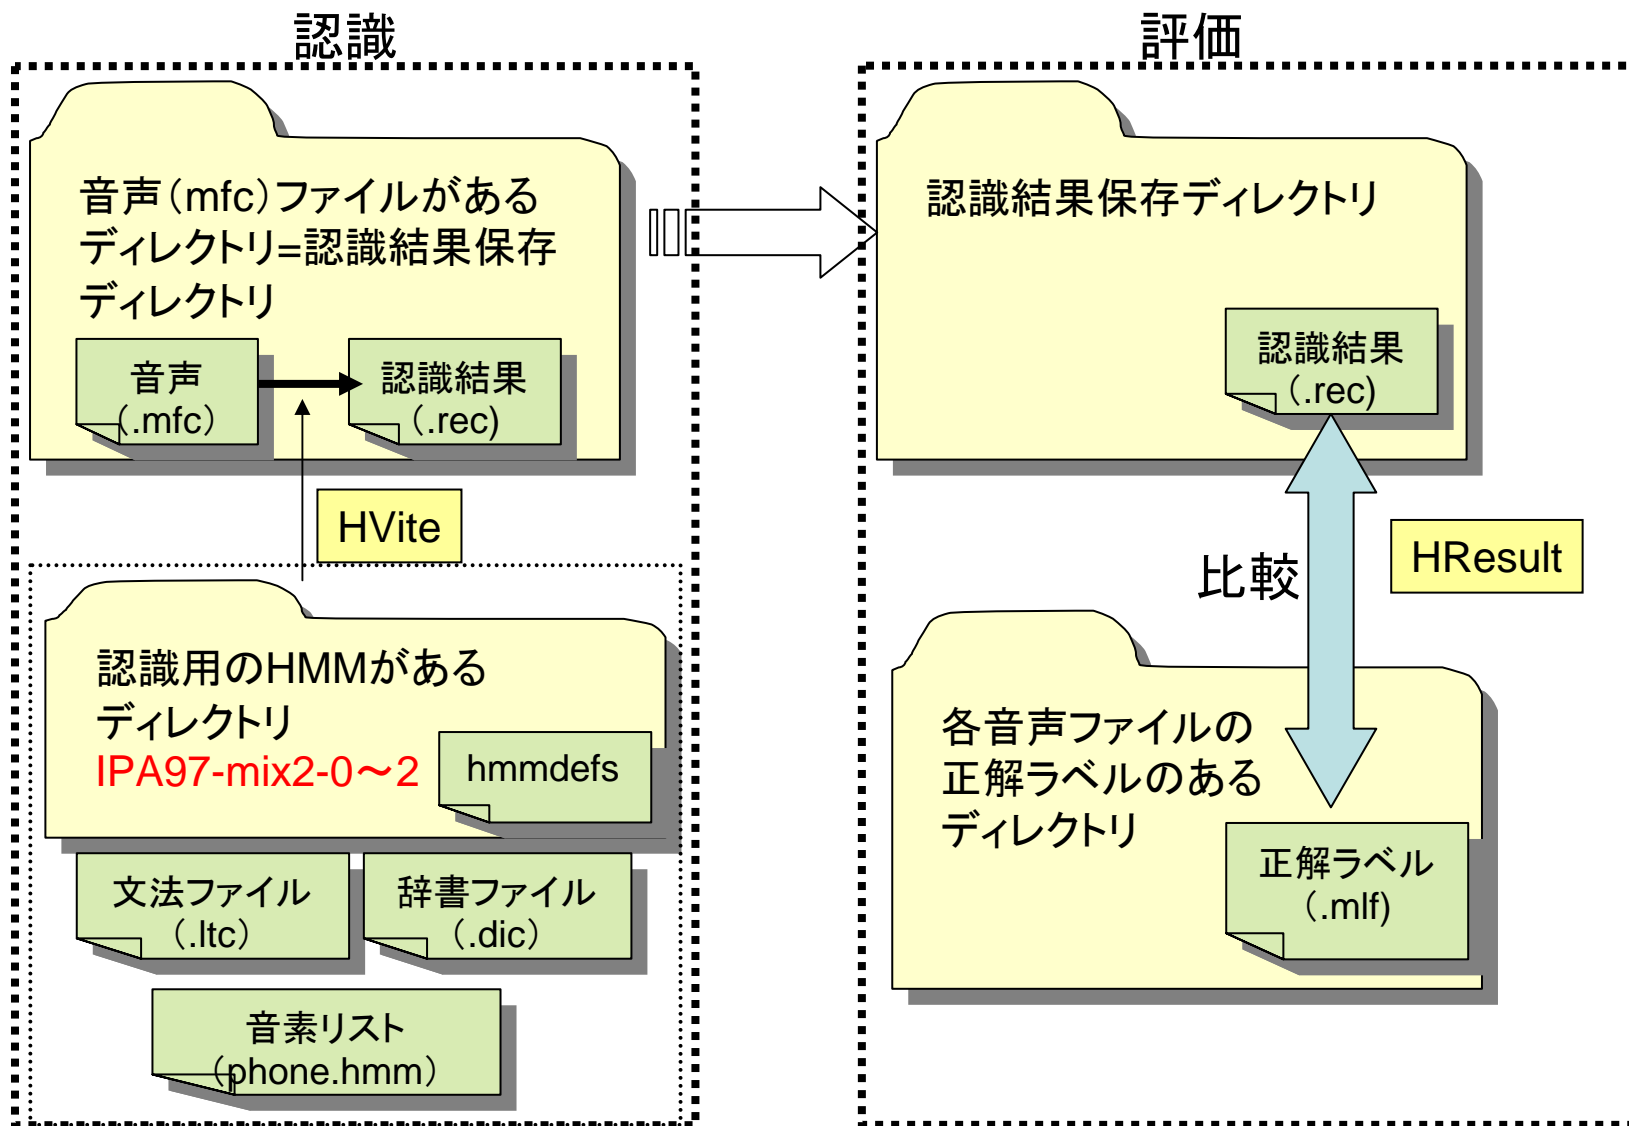 認識
音声（mfc）ファイルがある
ディレクトリ=認識結果保存
ディレクトリ
音声
（.mfc）
認識結果
（.rec)
HVite
認識用のHMMがある
ディレクトリ
IPA97-mix2-0～2
hmmdefs
文法ファイル
（.ltc）
辞書ファイル
（.dic）
音素リスト
（phone.hmm）
評価
認識結果保存ディレクトリ
認識結果
（.rec)
比較
HResult
各音声ファイルの
正解ラベルのある
ディレクトリ
正解ラベル
（.mlf)